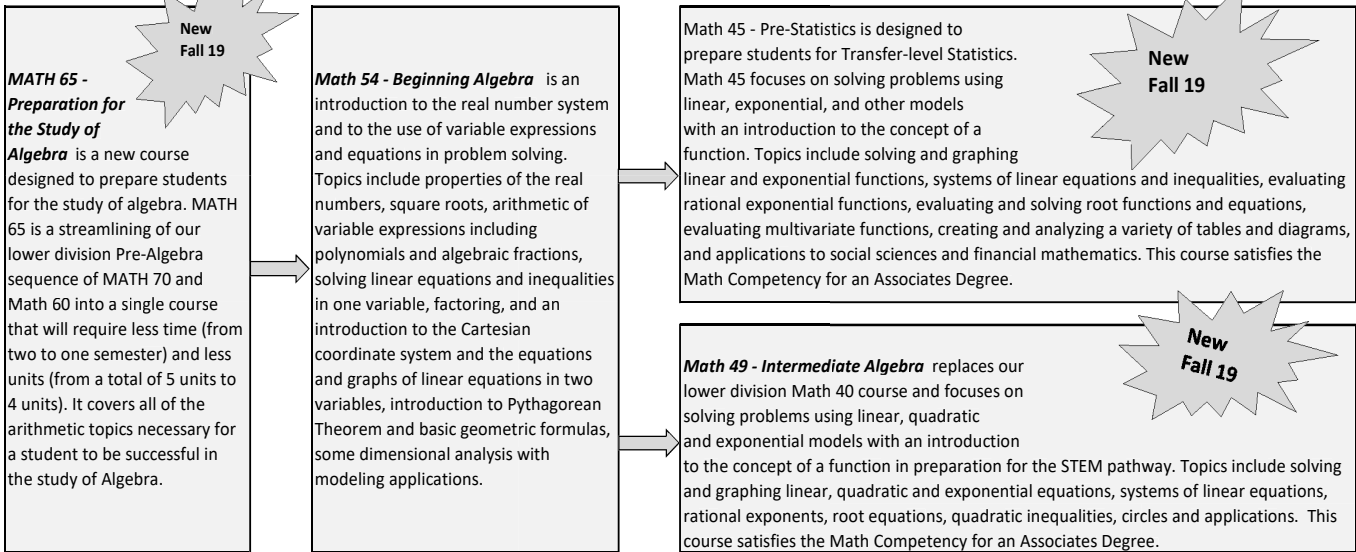 New
Fall 19
MATH 65 -
Preparation for
the Study of
Algebra is a new course
designed to prepare students
for the study of algebra. MATH
65 is a streamlining of our
lower division Pre-Algebra
sequence of MATH 70 and
Math 60 into a single course
that will require less time (from
two to one semester) and less
units (from a total of 5 units to
4 units). It covers all of the
arithmetic topics necessary for
a student to be successful in
the study of Algebra.
Math 54 - Beginning Algebra is an
introduction to the real number system
and to the use of variable expressions
and equations in problem solving.
Topics include properties of the real
numbers, square roots, arithmetic of
variable expressions including
polynomials and algebraic fractions,
solving linear equations and inequalities
in one variable, factoring, and an
introduction to the Cartesian
coordinate system and the equations
and graphs of linear equations in two
variables, introduction to Pythagorean
Theorem and basic geometric formulas,
some dimensional analysis with
modeling applications.
Math 45 - Pre-Statistics is designed to
prepare students for Transfer-level Statistics.
Math 45 focuses on solving problems using
linear, exponential, and other models
with an introduction to the concept of a
function. Topics include solving and graphing
linear and exponential functions, systems of linear equations and inequalities, evaluating
rational exponential functions, evaluating and solving root functions and equations,
evaluating multivariate functions, creating and analyzing a variety of tables and diagrams,
and applications to social sciences and financial mathematics. This course satisfies the
Math Competency for an Associates Degree.
New
Fall 19
Math 49 - Intermediate Algebra replaces our
lower division Math 40 course and focuses on
solving problems using linear, quadratic
and exponential models with an introduction
to the concept of a function in preparation for the STEM pathway. Topics include solving
and graphing linear, quadratic and exponential equations, systems of linear equations,
rational exponents, root equations, quadratic inequalities, circles and applications. This
course satisfies the Math Competency for an Associates Degree.
New
Fall 19